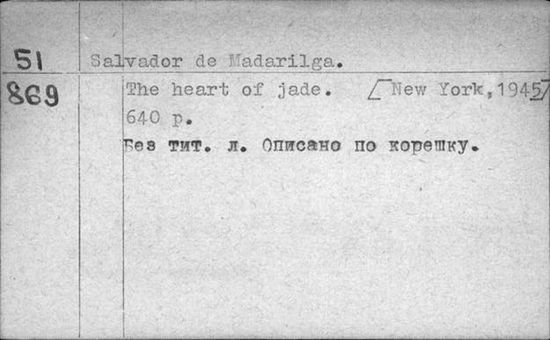 51 Salvador de Madarilga.
869 The heart of jade. [New York, 1945]
640 p.
Без тит. л. Описано по корешку.